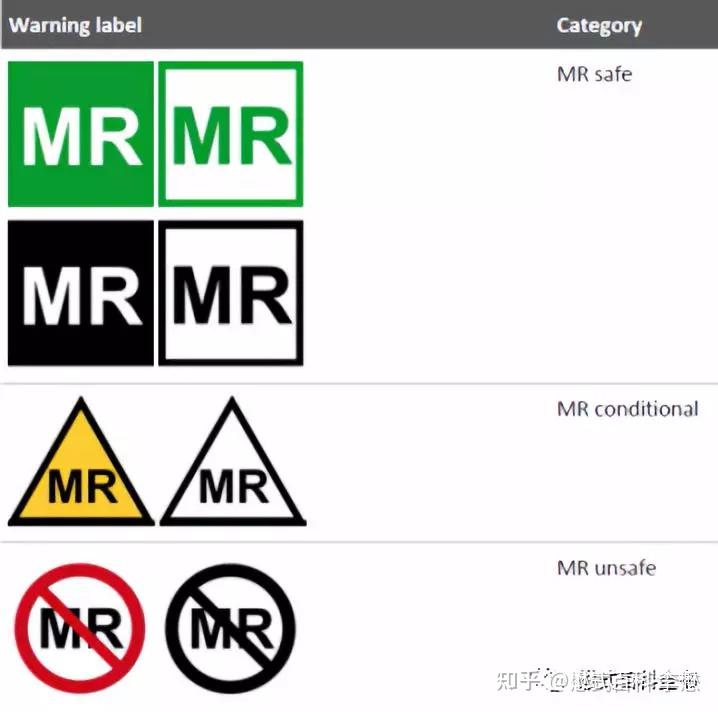 Warning label Category
MR MR MR safe
MR MR
MR MR MR conditional
MR MR MR unsafe
知乎